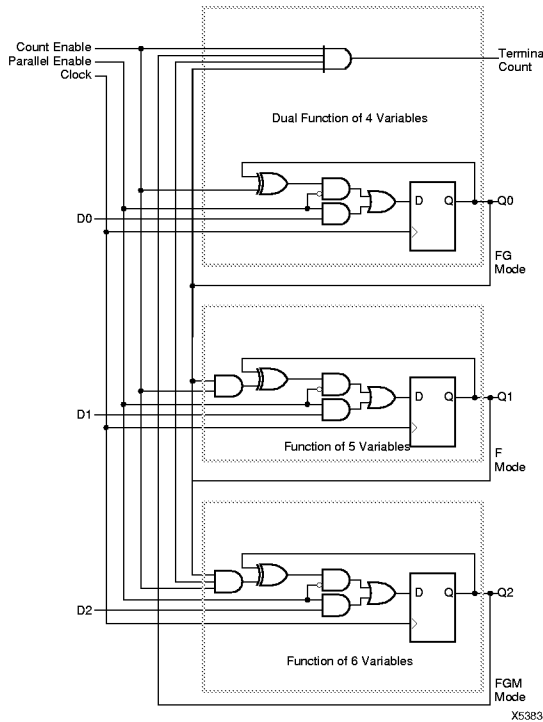 Count Enable
Parallel Enable
Clock
Termina
Count
Dual Function of 4 Variables
D Q
Q0
D0
FG
Mode
D Q
Q1
D1
Function of 5 Variables
F
Mode
D Q
Q2
D2
Function of 6 Variables
FGM
Mode
X5383